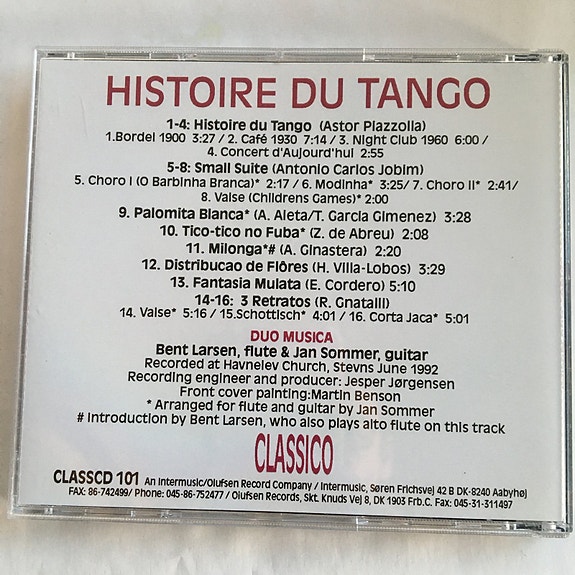 HISTOIRE DU TANGO
1-4: Histoire du Tango (Astor Piazzolla)
1.Bordel 1900 3:27 / 2. Café 1930 7:14 / 3. Night Club 1960 6:00 /
4. Concert d'Aujourd'hui 2:55
5-8: Small Suite (Antonio Carlos Jobim)
5. Choro I (O Barbinha Branca)* 2:17 / 6. Modinha* 3:25/ 7. Choro II* 2:41/
8. Valse (Childrens Games)* 2:00
9. Palomita Blanca* (A. Aleta/T. Garcia Gimenez) 3:28
10. Tico-tico no Fuba* (Z. de Abreu) 2:08
11. Milonga*# (A. Ginastera) 2:20
12. Distribucao de Flôres (H. Villa-Lobos) 3:29
13. Fantasia Mulata (E. Cordero) 5:10
14-16: 3 Retratos (R. Gnatalli)
14. Valse* 5:16 / 15.Schottisch* 4:01 / 16. Corta Jaca* 5:01
DUO MUSICA
Bent Larsen, flute & Jan Sommer, guitar
Recorded at Havnelev Church, Stevns June 1992
Recording engineer and producer: Jesper Jørgensen
Front cover painting:Martin Benson
* Arranged for flute and guitar by Jan Sommer
# Introduction by Bent Larsen, who also plays alto flute on this track
CLASSICO
CLASSCD 101 An Intermusic/Olufsen Record Company / Intermusic, Søren Frichsvej 42 B DK-8240 Aabyhøj
FAX: 86-742499/ Phone: 045-86-752477 / Olufsen Records, Skt. Knuds Vej 8, DK 1903 Frb.C. Fax: 045-31-311497